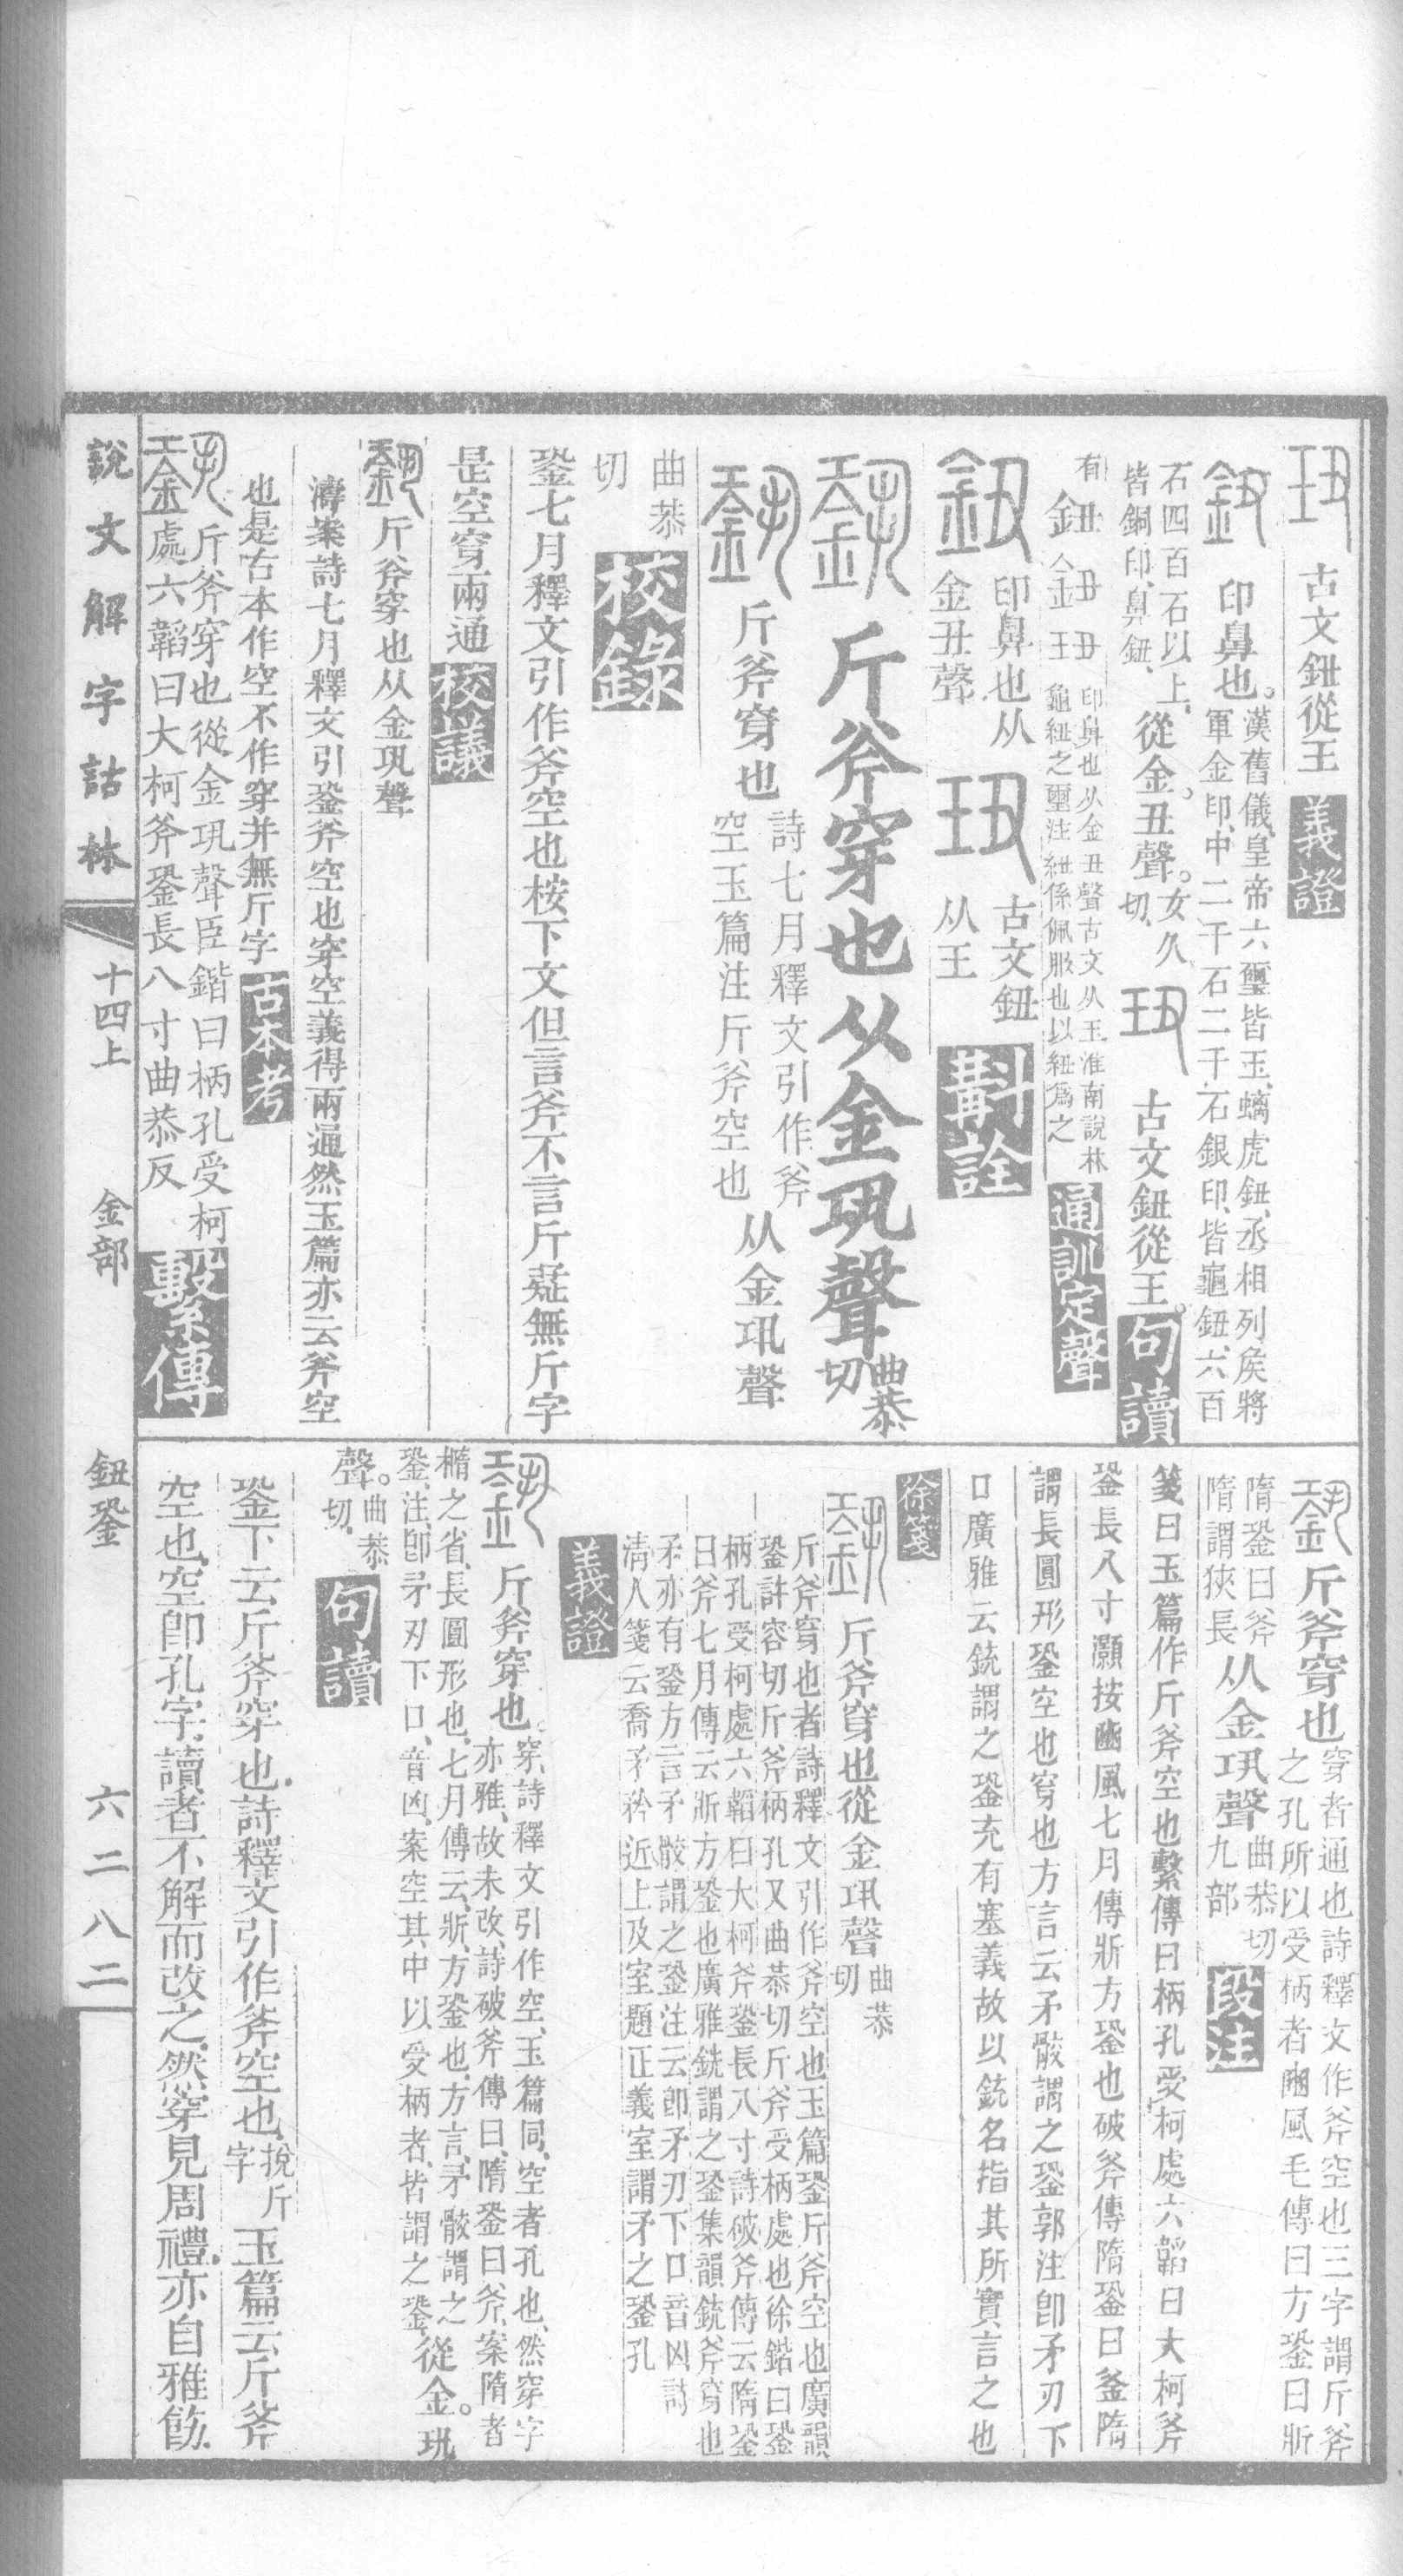 古文鈕從玉 義證
印鼻也。漢舊儀、皇帝六璽皆玉、螭虎鈕、丞相列矦將
軍金印、中二千石二千石銀印、皆龜鈕、六百
石四百石以上、
皆銅印、鼻鈕、從金。丑聲。女久
切、
古文鈕從王。句讀
印鼻也从金丑聲古文从玉淮南說林
龜紐之璽注紐係佩服也以紐爲之 通訓定聲
印鼻也从
金丑聲
古文鈕
从王 斠詮
斤斧穿也从金巩聲曲恭
切
斤斧穿也詩七月釋文引作斧
空玉篇注斤斧空也从金巩聲
曲恭
切 校錄
銎七月釋文引作斧空也桉下文但言斧不言斤疑無斤字
是空穿兩通 校議
斤斧穿也从金巩聲
濤案詩七月釋文引銎斧空也穿空義得兩通然玉篇亦云斧空
也是古本作空不作穿并無斤字 古本考
斤斧穿也從金巩聲臣鍇曰柄孔受柯
處六韜曰大柯斧銎長八寸曲恭反 繫傳
斤斧穿也穿者通也詩釋文作斧空也三字謂斤斧
之孔所以受柄者豳風毛傳曰方銎曰斨
隋銎曰斧
隋謂狹長 从金巩聲曲恭切
九部 段注
箋曰玉篇作斤斧空也繫傳曰柄孔受柯處六韜曰大柯斧
銎長八寸灝按豳風七月傳斨方銎也破斧傳隋銎曰釜隋
謂長圓形銎空也穿也方言云矛骹謂之銎郭注卽矛刃下
口廣雅云銃謂之銎充有塞義故以銃名指其所實言之也
徐箋
斤斧穿也從金巩聲曲恭
切
斤斧穿也者詩釋文引作斧空也玉篇銎斤斧空也廣韻
銎許容切斤斧柄孔又曲恭切斤斧受柄處也徐鍇曰銎
柄孔受柯處六韜曰大柯斧銎長八寸詩破斧傳云隋銎
曰斧七月傳云斨方銎也廣雅銃謂之銎集韻銃斧穿也
矛亦有銎方言矛骹謂之銎注云卽矛刃下口音凶詩
清人箋云喬矛矜近上及室題正義室謂矛之銎孔
義證
斤斧穿也。穿、詩釋文引作空、玉篇同、空者孔也、然穿字
亦雅、故未改、詩破斧傳曰、隋銎曰斧、案隋者
橢之省、長圓形也、七月傳云、斨、方銎也、方言、矛骹謂之
銎、注、卽矛刃下口、音凶、案空其中以受柄者、皆謂之銎、從金。巩
聲。曲恭
切、 句讀
銎下云斤斧穿也、詩釋文引作斧空也、挩斤
字玉篇云斤斧
空也、空卽孔字、讀者不解而改之、然穿見周禮、亦自雅飭、
說文解字詁林 十四上 金部 鈕銎 六二八二